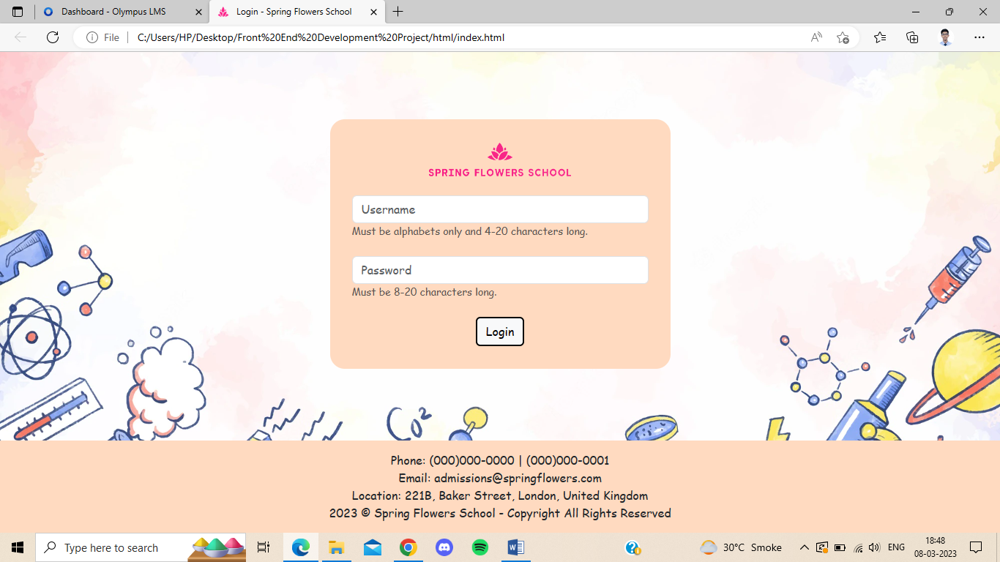 Dashboard - Olympus LMS
Login - Spring Flowers School
File
C:/Users/HP/Desktop/Front%20End%20Development%20Project/html/index.html
SPRING FLOWERS SCHOOL
Username
Must be alphabets only and 4-20 characters long.
Password
Must be 8-20 characters long.
Login
CO²
Phone: (000)000-0000 | (000)000-0001
Email: admissions@springflowers.com
Location: 221B, Baker Street, London, United Kingdom
2023 © Spring Flowers School - Copyright All Rights Reserved
Type here to search
30°C Smoke
ENG
18:48
08-03-2023